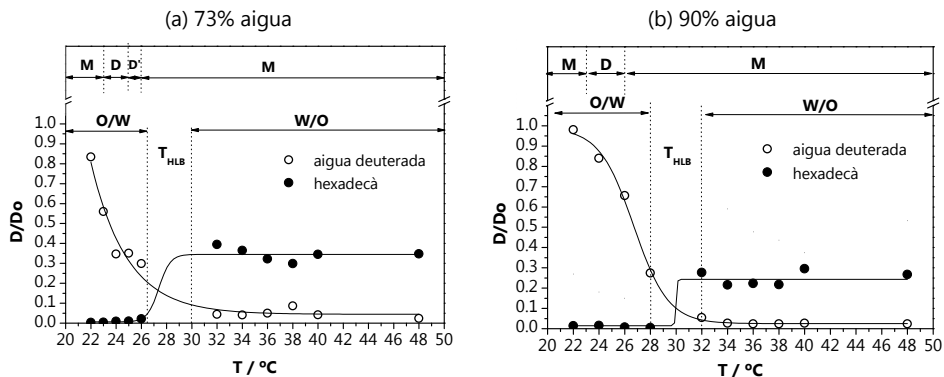 (a) 73% aigua
M D D' M
O/W W/O
T HLB
aigua deuterada
hexadecà
D/Do
1.0
0.9
0.8
0.7
0.6
0.5
0.4
0.3
0.2
0.1
0.0
20 22 24 26 28 30 32 34 36 38 40 42 44 46 48 50
T / ºC
(b) 90% aigua
M D M
O/W W/O
T HLB
aigua deuterada
hexadecà
D/Do
1.0
0.9
0.8
0.7
0.6
0.5
0.4
0.3
0.2
0.1
0.0
20 22 24 26 28 30 32 34 36 38 40 42 44 46 48 50
T / ºC